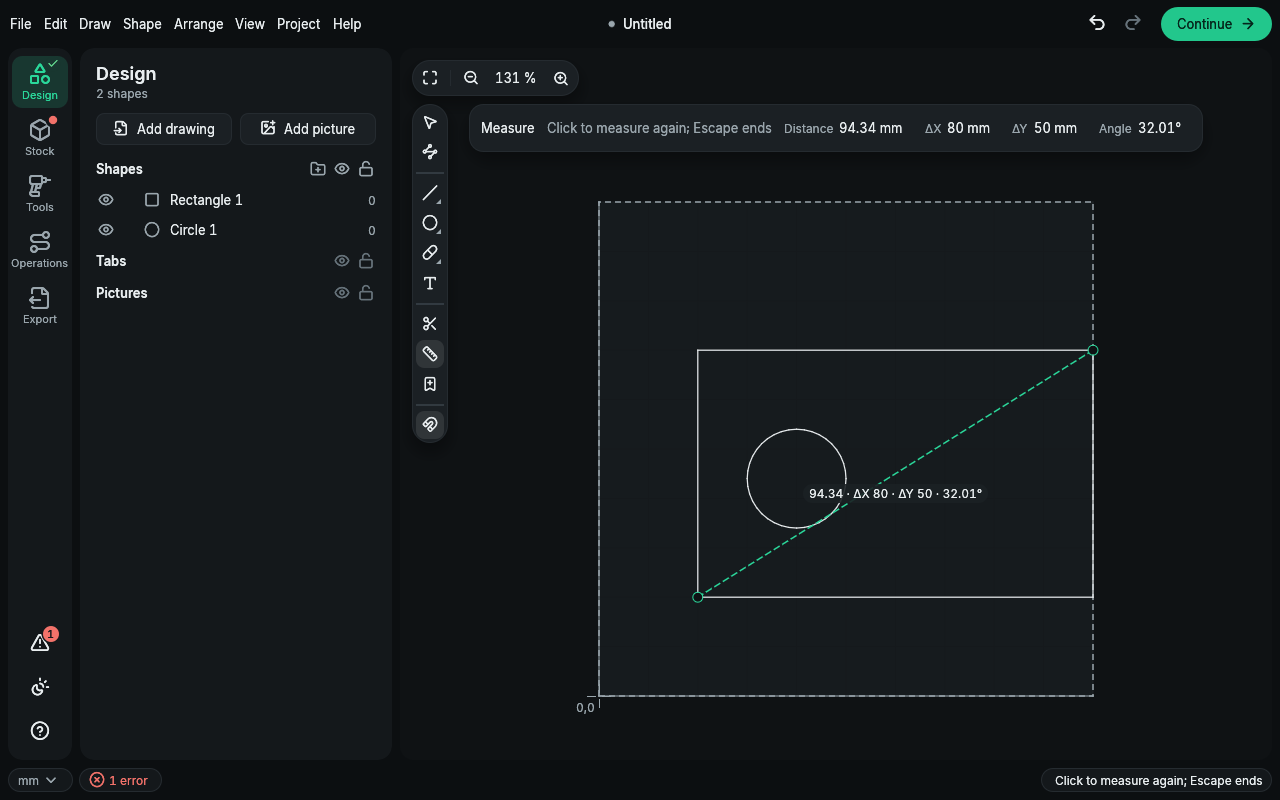 File Edit Draw Shape Arrange View Project Help
Untitled
Continue
Design
Stock
Tools
Operations
Export
1
Design
2 shapes
Add drawing
Add picture
Shapes
Rectangle 1 0
Circle 1 0
Tabs
Pictures
131 %
Measure Click to measure again; Escape ends Distance 94.34 mm ΔX 80 mm ΔY 50 mm Angle 32.01°
94.34 · ΔX 80 · ΔY 50 · 32.01°
0,0
mm
1 error
Click to measure again; Escape ends